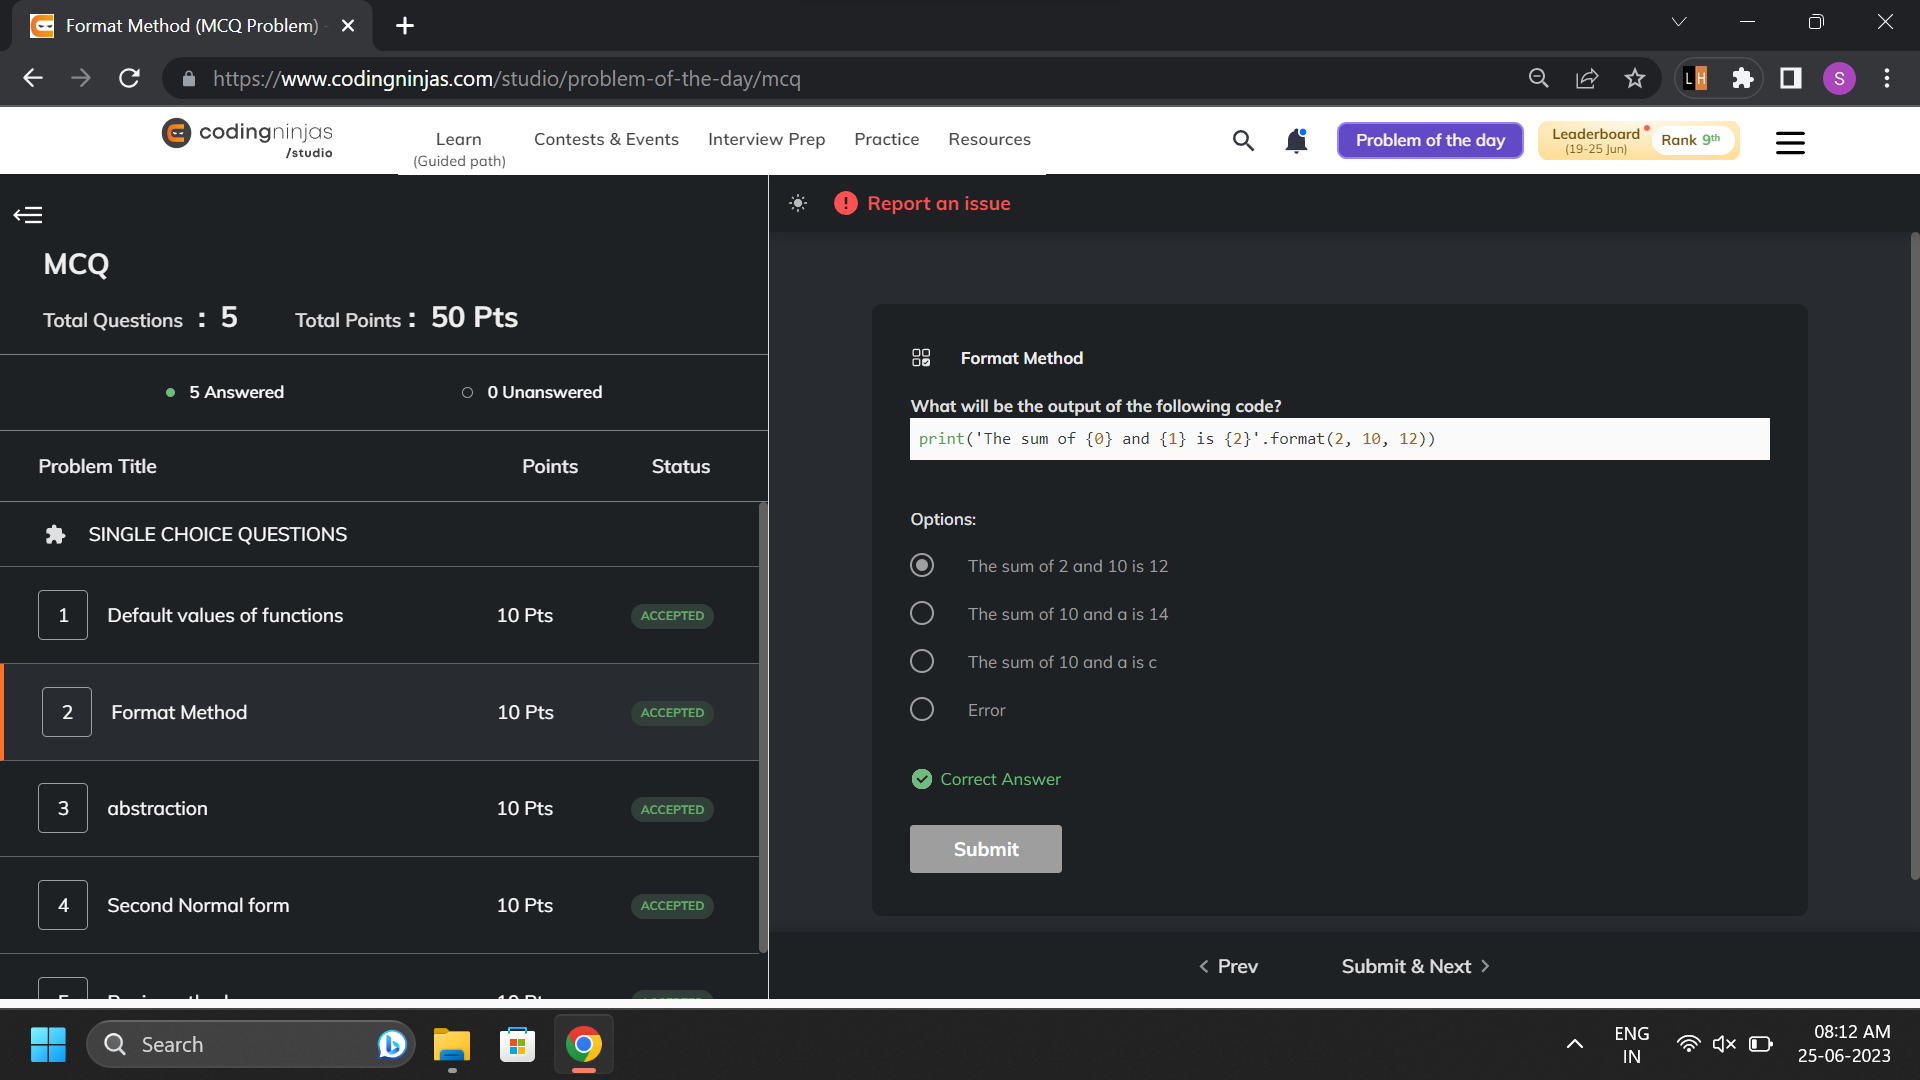 Format Method (MCQ Problem) -
https://www.codingninjas.com/studio/problem-of-the-day/mcq
L H
S
codingninjas
/studio
Learn
(Guided path)
Contests & Events
Interview Prep
Practice
Resources
Problem of the day
Leaderboard
(19-25 Jun)
Rank 9th
Report an issue
MCQ
Total Questions : 5
Total Points : 50 Pts
5 Answered
0 Unanswered
Problem Title
Points
Status
SINGLE CHOICE QUESTIONS
1 Default values of functions 10 Pts ACCEPTED
2 Format Method 10 Pts ACCEPTED
3 abstraction 10 Pts ACCEPTED
4 Second Normal form 10 Pts ACCEPTED
Format Method
What will be the output of the following code?
print('The sum of {0} and {1} is {2}'.format(2, 10, 12))
Options:
The sum of 2 and 10 is 12
The sum of 10 and a is 14
The sum of 10 and a is c
Error
Correct Answer
Submit
Prev
Submit & Next
Search
ENG
IN
08:12 AM
25-06-2023